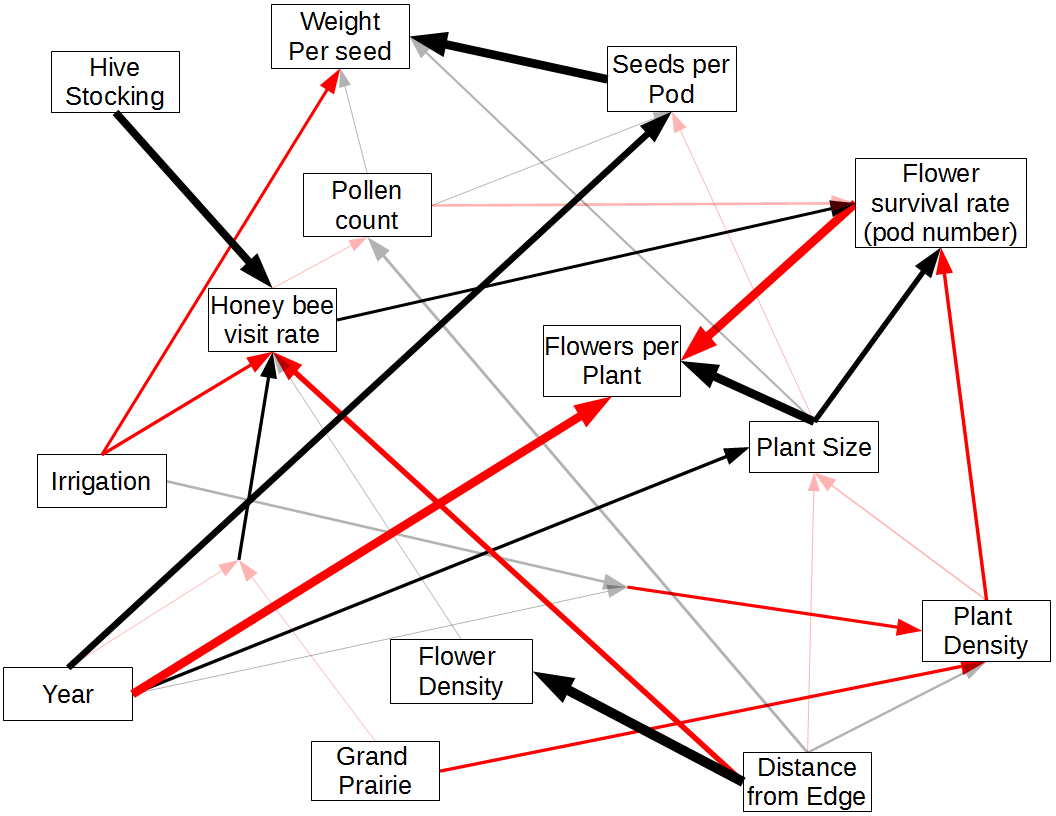 Weight
Per seed
Hive
Stocking
Seeds per
Pod
Pollen
count
Flower
survival rate
(pod number)
Honey bee
visit rate
Flowers per
Plant
Plant Size
Irrigation
Plant
Density
Flower
Density
Year
Grand
Prairie
Distance
from Edge